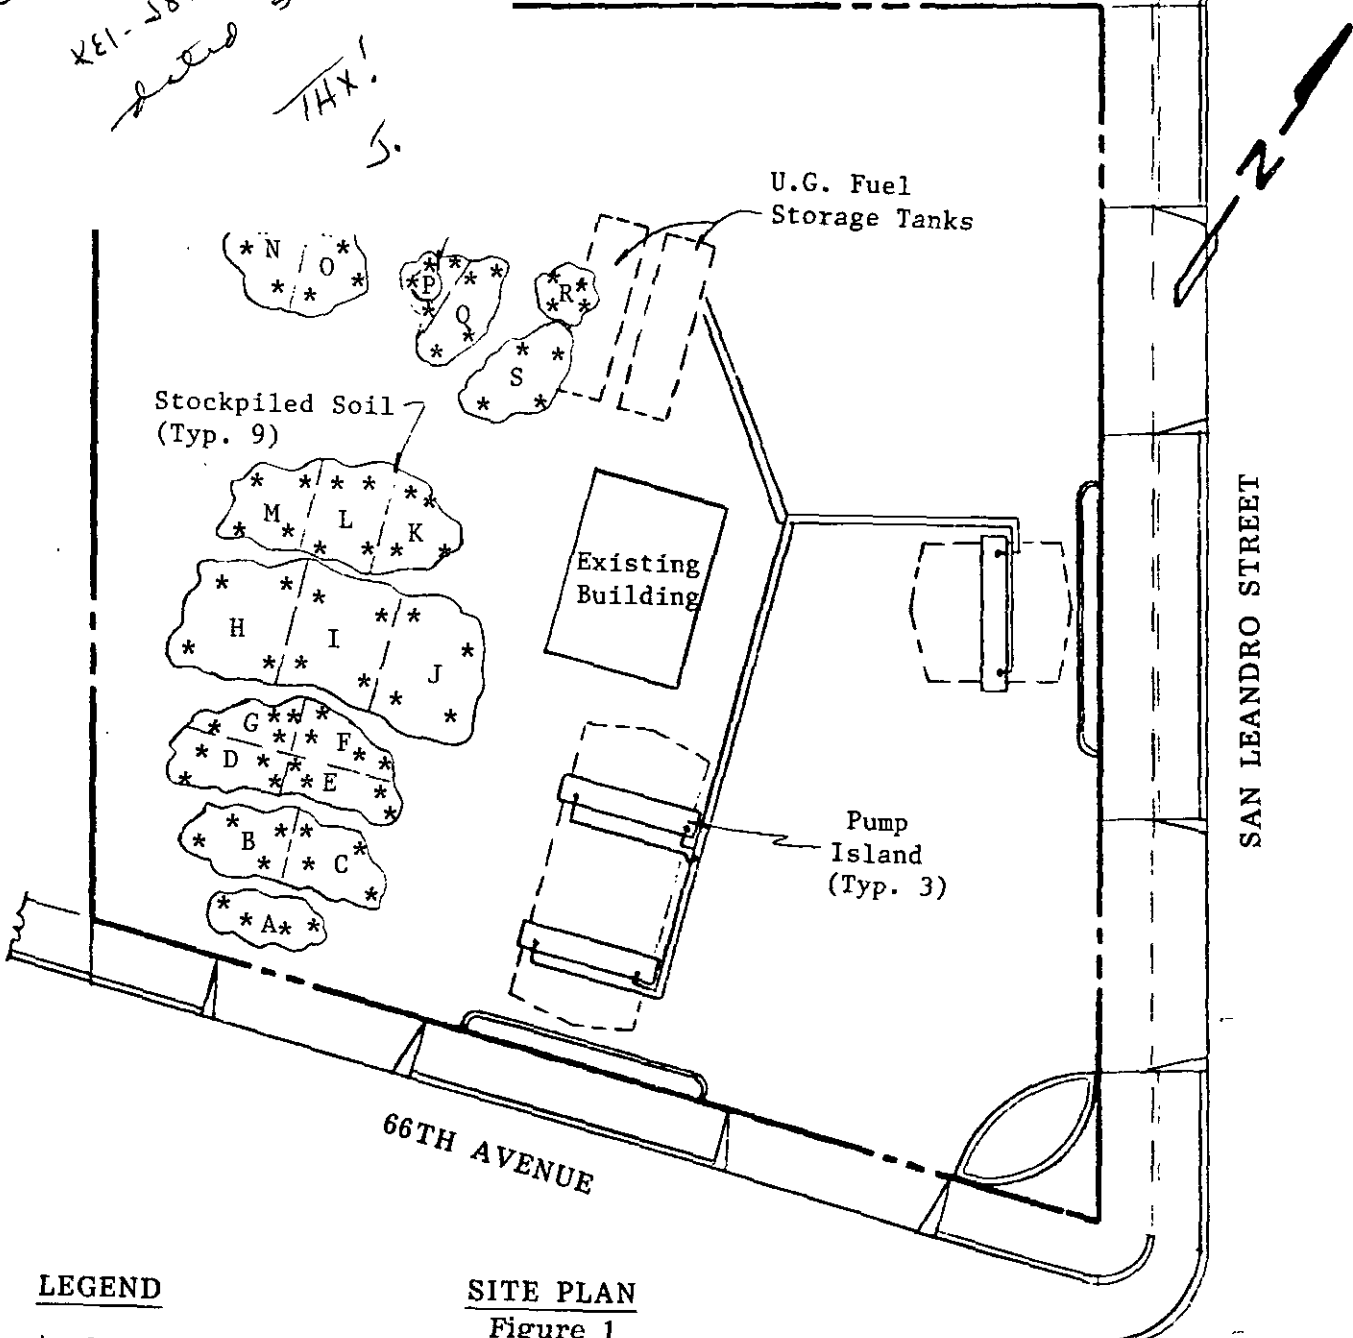 dated
THX!
J.
N
U.G. Fuel
Storage Tanks
* N * O * * * *
* P * * * Q * * * *
* R * * *
* S * * *
Stockpiled Soil
(Typ. 9)
M L K
H I J
G F
D E
B C
A
Existing
Building
Pump
Island
(Typ. 3)
SAN LEANDRO STREET
66TH AVENUE
LEGEND
SITE PLAN
Figure 1